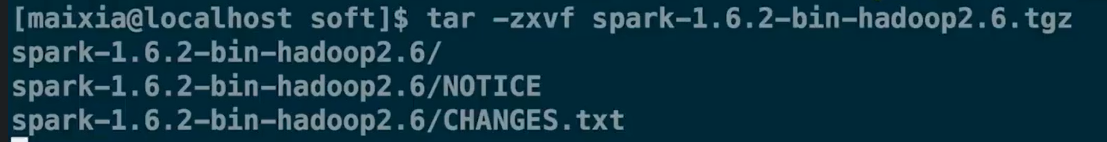 [maixia@localhost soft]$ tar -zxvf spark-1.6.2-bin-hadoop2.6.tgz
spark-1.6.2-bin-hadoop2.6/
spark-1.6.2-bin-hadoop2.6/NOTICE
spark-1.6.2-bin-hadoop2.6/CHANGES.txt